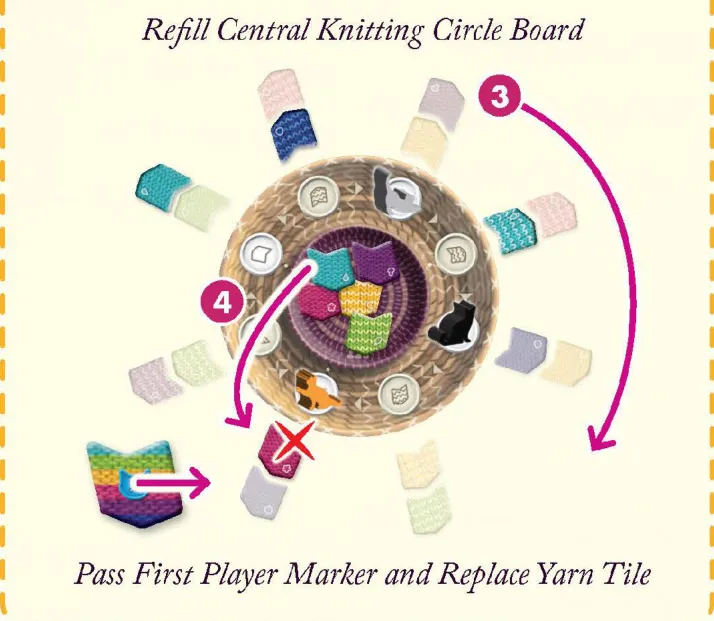 Refill Central Knitting Circle Board
3
4
Pass First Player Marker and Replace Yarn Tile